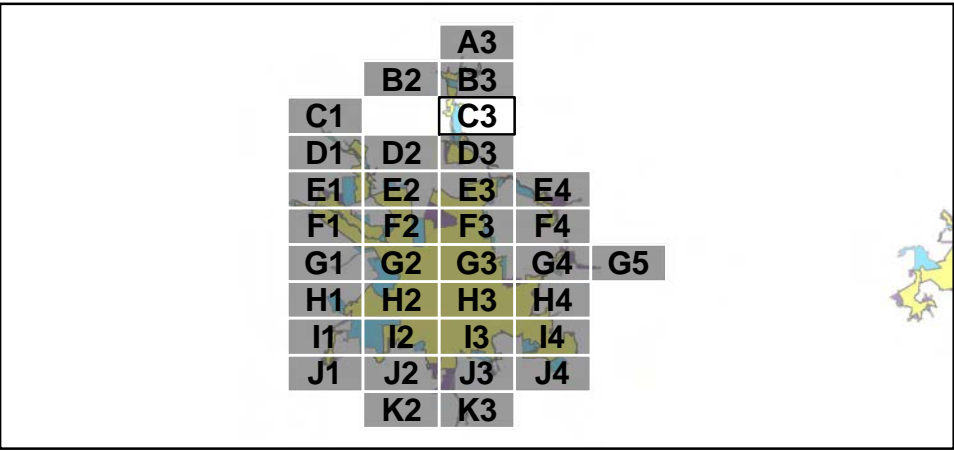 A3
B2 B3
C1 C3
D1 D2 D3
E1 E2 E3 E4
F1 F2 F3 F4
G1 G2 G3 G4 G5
H1 H2 H3 H4
I1 I2 I3 I4
J1 J2 J3 J4
K2 K3